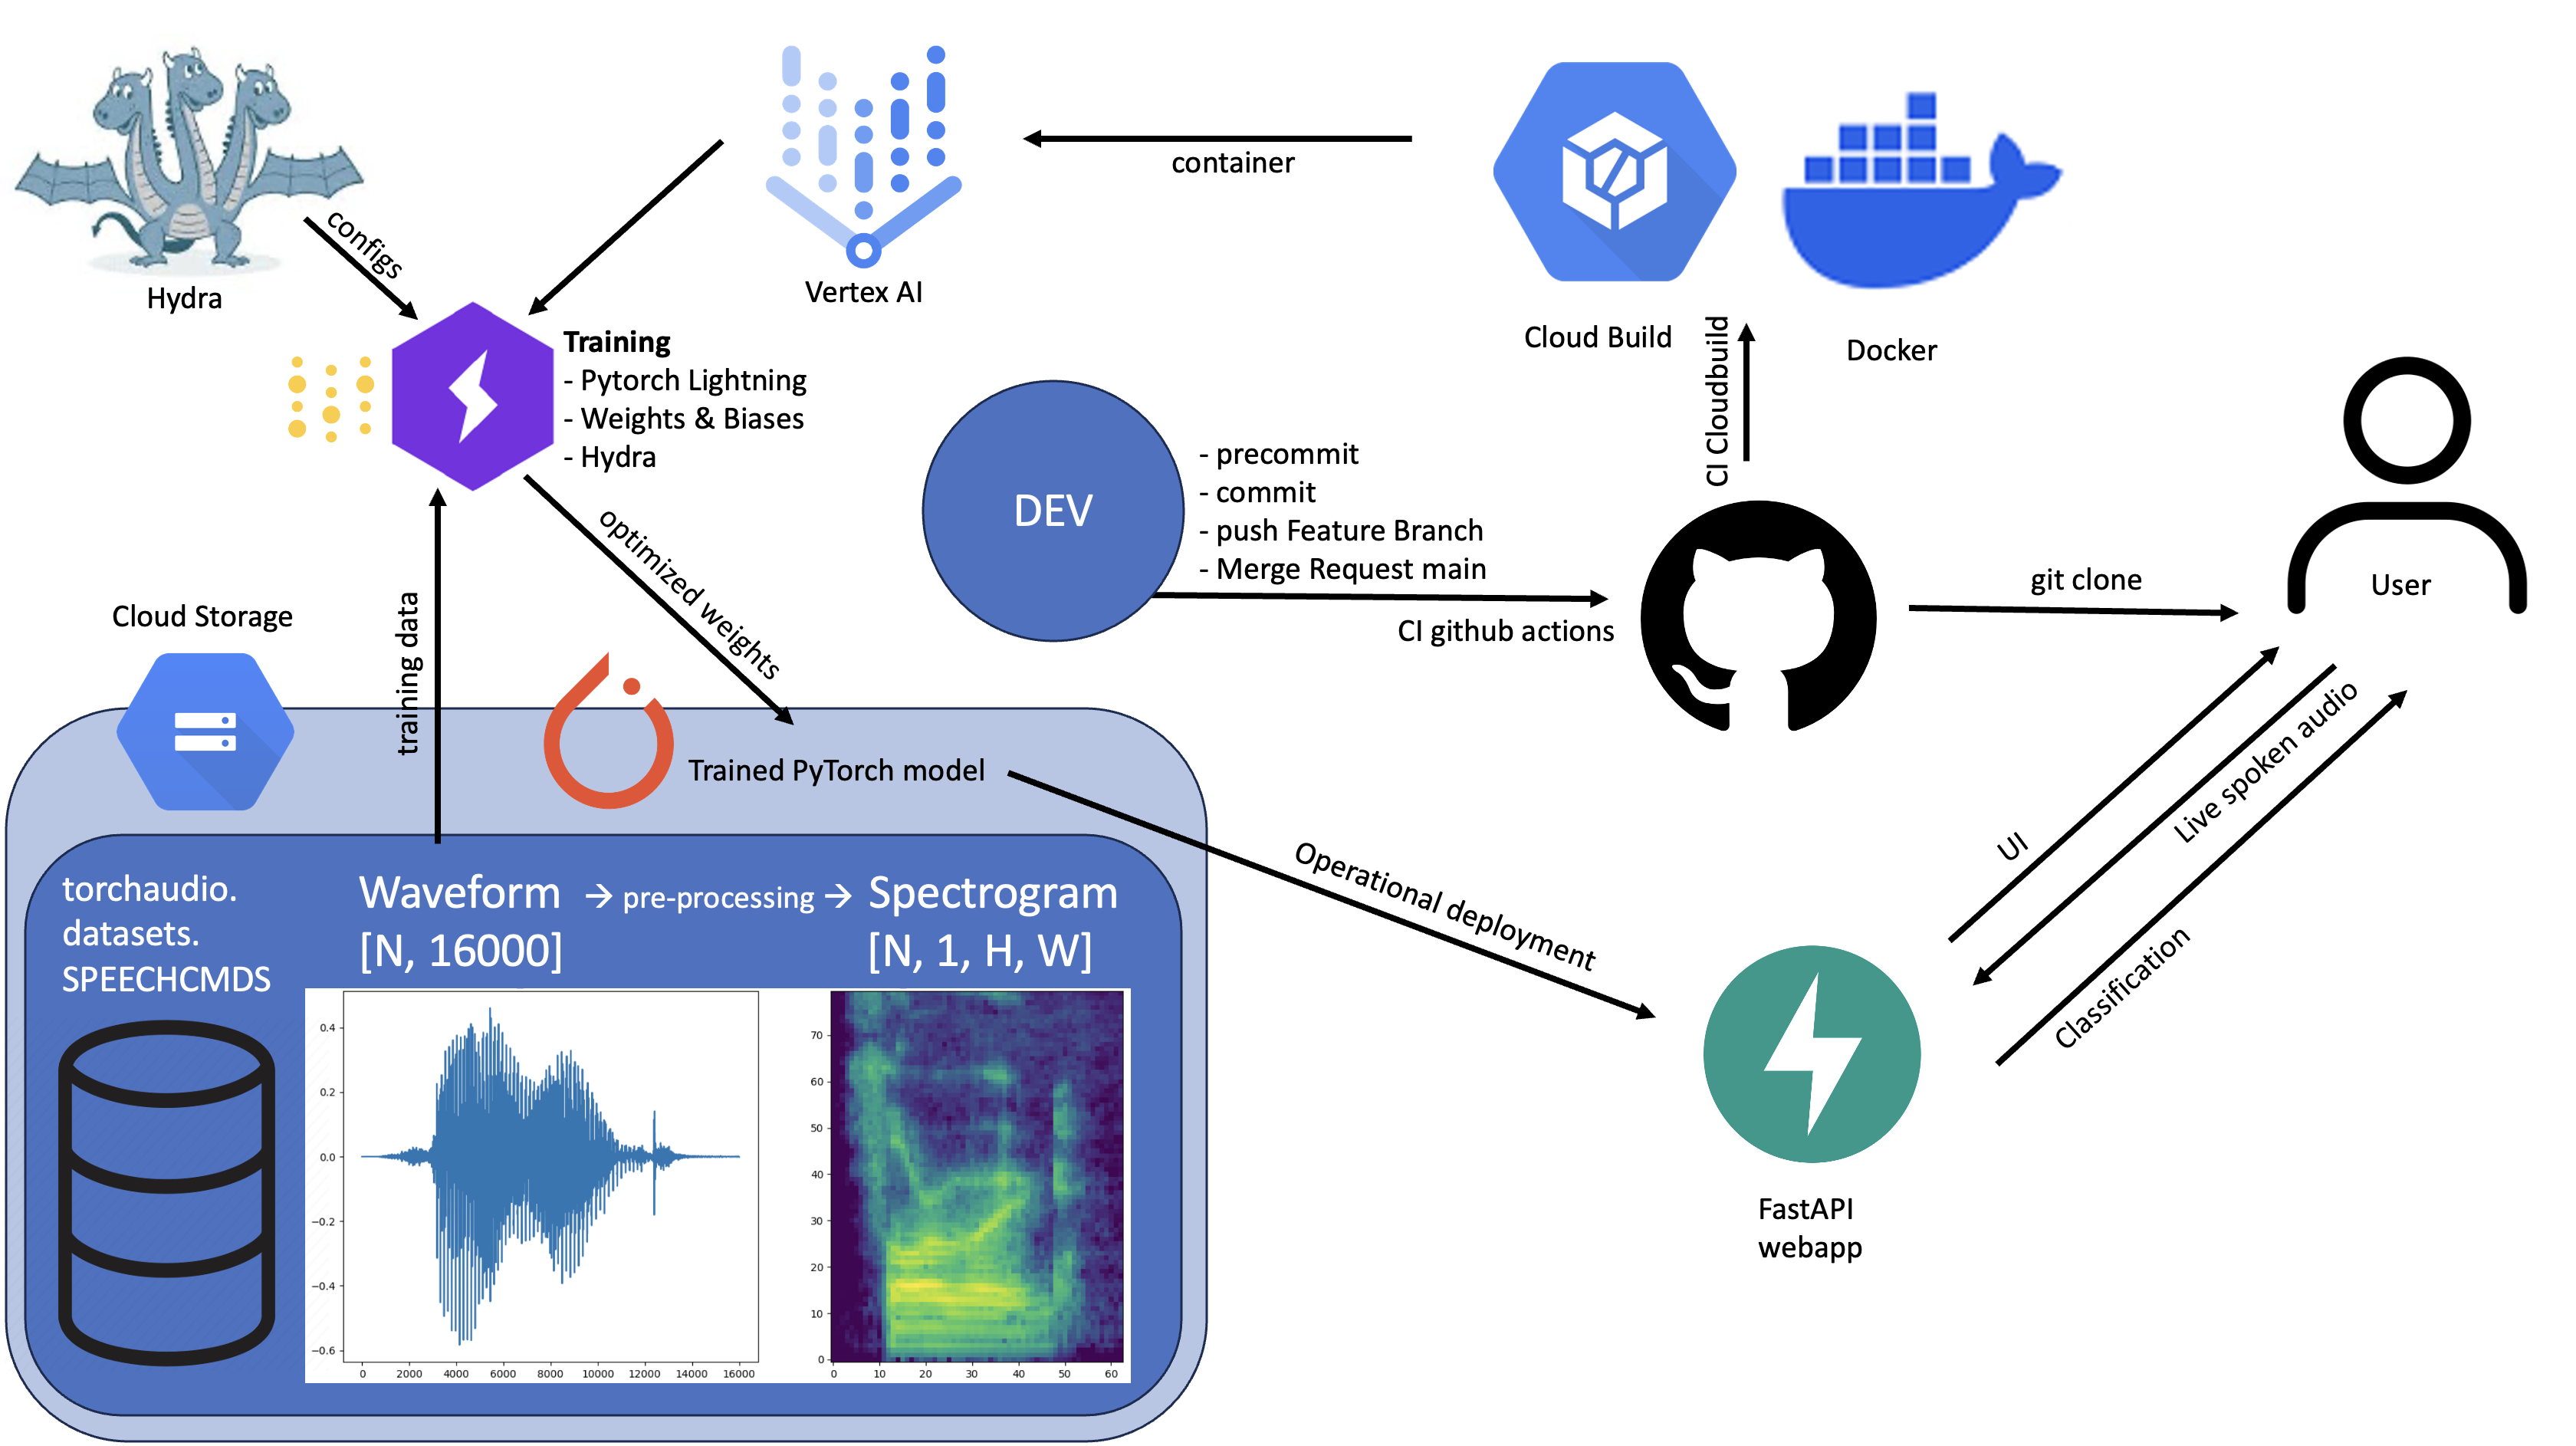 Hydra
configs
Vertex AI
container
Cloud Build
Docker
CI Cloudbuild
Training
- Pytorch Lightning
- Weights & Biases
- Hydra
DEV
- precommit
- commit
- push Feature Branch
- Merge Request main
CI github actions
git clone
User
optimized weights
training data
Cloud Storage
Trained PyTorch model
Operational deployment
UI
Live spoken audio
Classification
FastAPI
webapp
torchaudio.
datasets.
SPEECHCMDS
Waveform → pre-processing → Spectrogram
[N, 16000] [N, 1, H, W]
0.4
0.2
0.0
−0.2
−0.4
−0.6
0 2000 4000 6000 8000 10000 12000 14000 16000
70
60
50
40
30
20
10
0
0 10 20 30 40 50 60